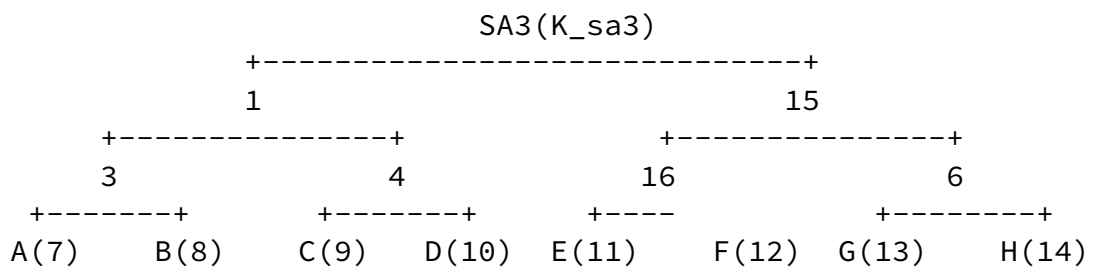 SA3(K_sa3)
+------------------------------+
1 15
+---------------+ +---------------+
3 4 16 6
+-------+ +-------+ +---- +--------+
A(7) B(8) C(9) D(10) E(11) F(12) G(13) H(14)